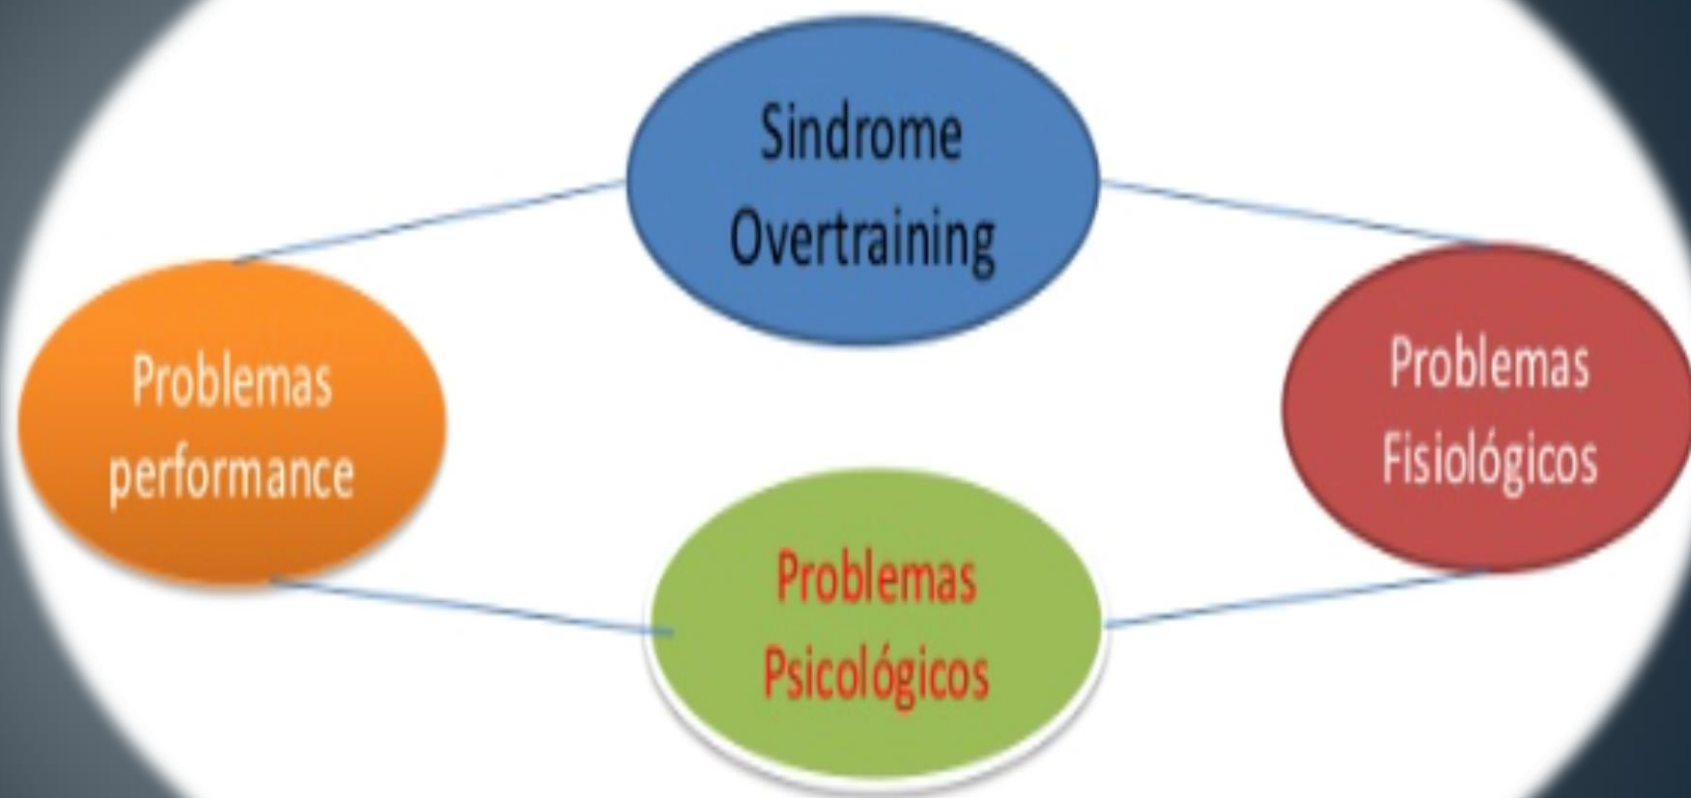 Sindrome
Overtraining
Problemas
performance
Problemas
Fisiológicos
Problemas
Psicológicos